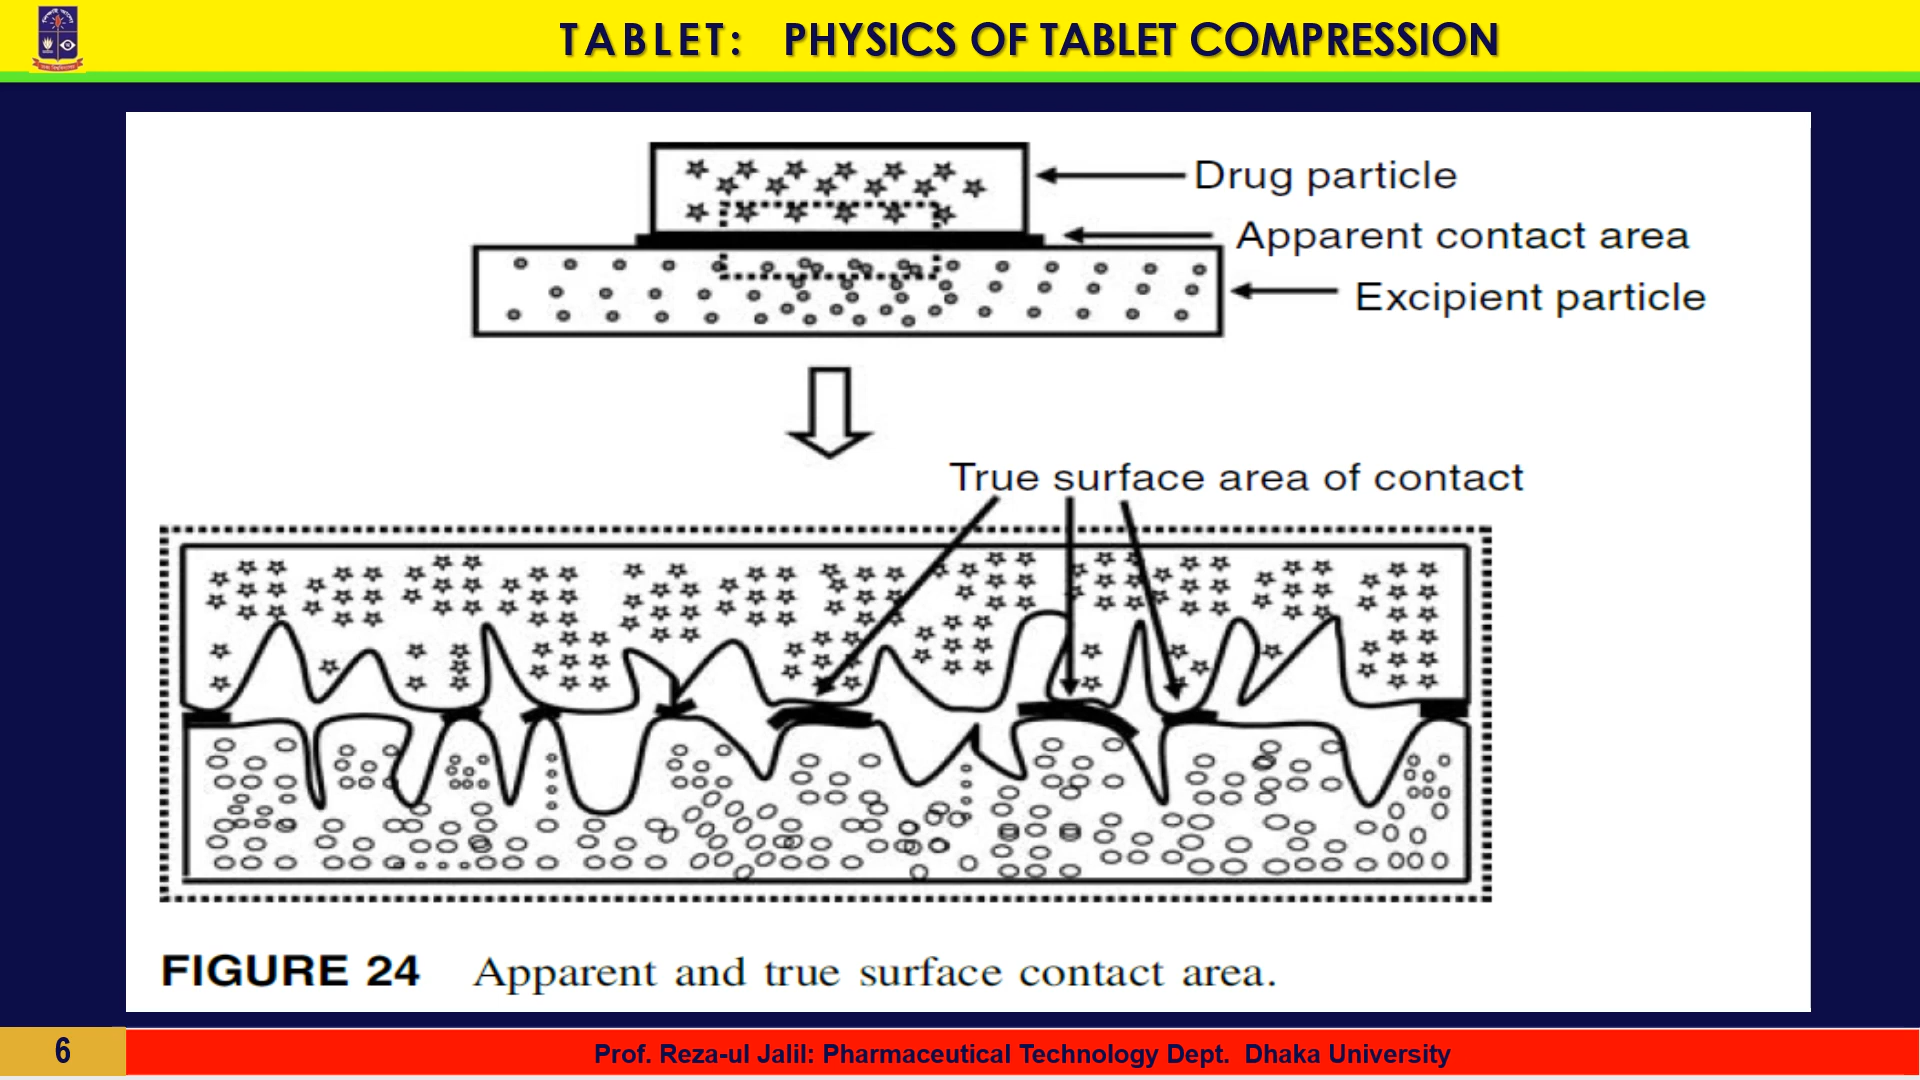 TABLET: PHYSICS OF TABLET COMPRESSION
Drug particle
Apparent contact area
Excipient particle
True surface area of contact
FIGURE 24 Apparent and true surface contact area.
6
Prof. Reza-ul Jalil: Pharmaceutical Technology Dept. Dhaka University